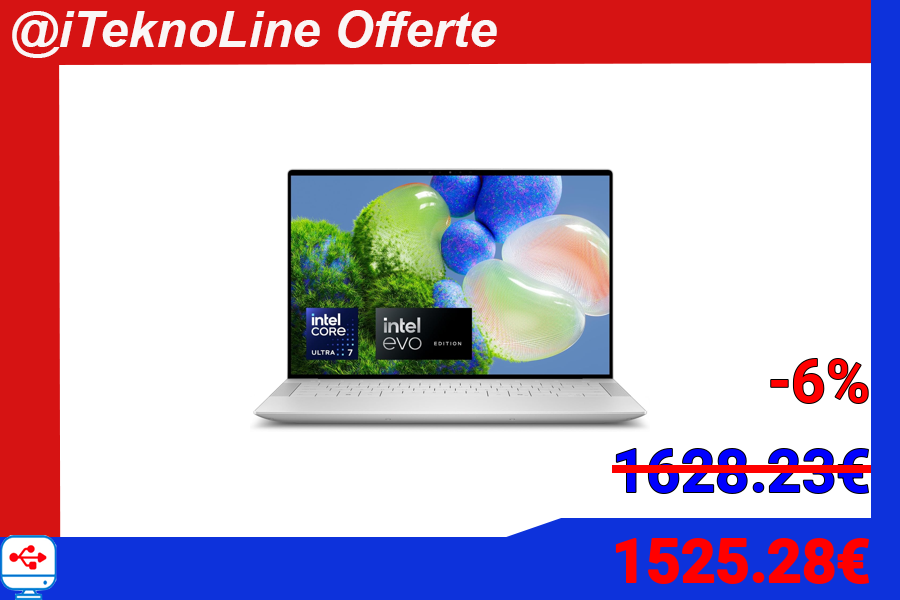 @iTeknoLine Offerte
intel
CORE
ULTRA 7
intel
evo EDITION
-6%
1628.23€
1525.28€